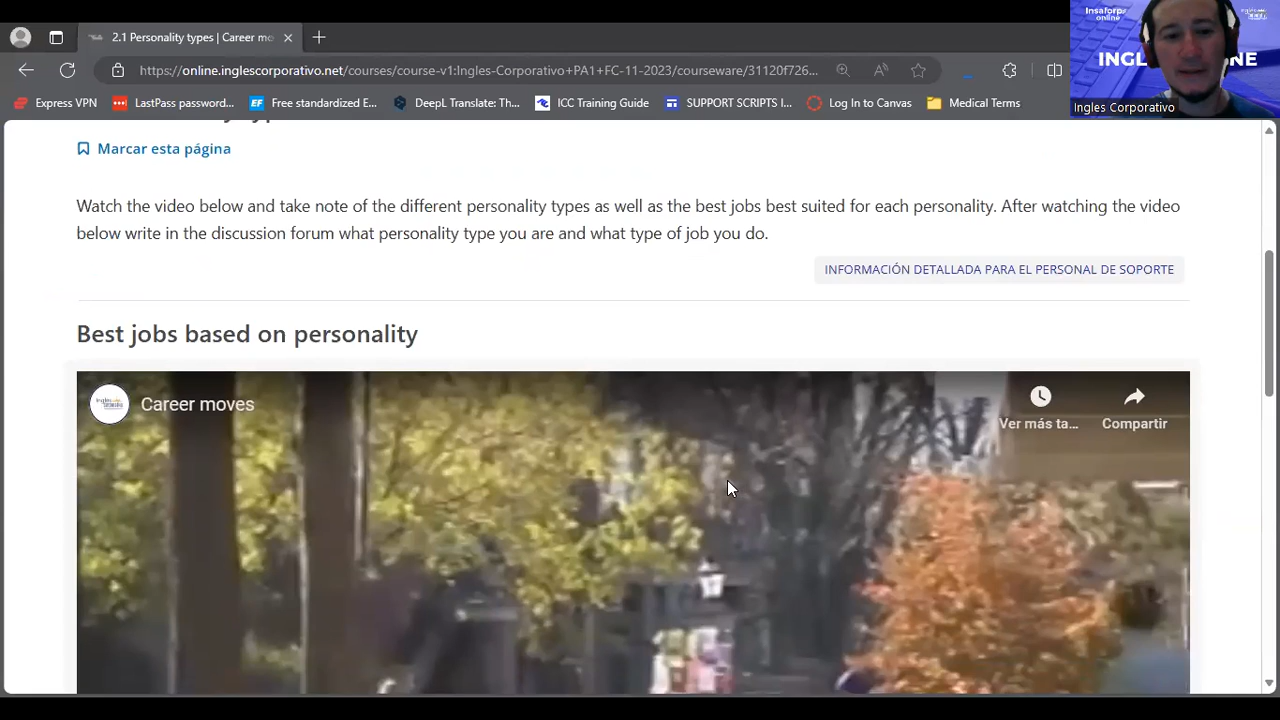 2.1 Personality types | Career mo
https://online.inglescorporativo.net/courses/course-v1:Ingles-Corporativo+PA1+FC-11-2023/courseware/31120f726...
Express VPN
LastPass password...
Free standardized E...
DeepL Translate: Th...
ICC Training Guide
SUPPORT SCRIPTS I...
Log In to Canvas
Medical Terms
Insaforp
online
INGL
NE
Ingles Corporativo
Marcar esta página
Watch the video below and take note of the different personality types as well as the best jobs best suited for each personality. After watching the video
below write in the discussion forum what personality type you are and what type of job you do.
INFORMACIÓN DETALLADA PARA EL PERSONAL DE SOPORTE
Best jobs based on personality
Career moves
Ver más ta...
Compartir